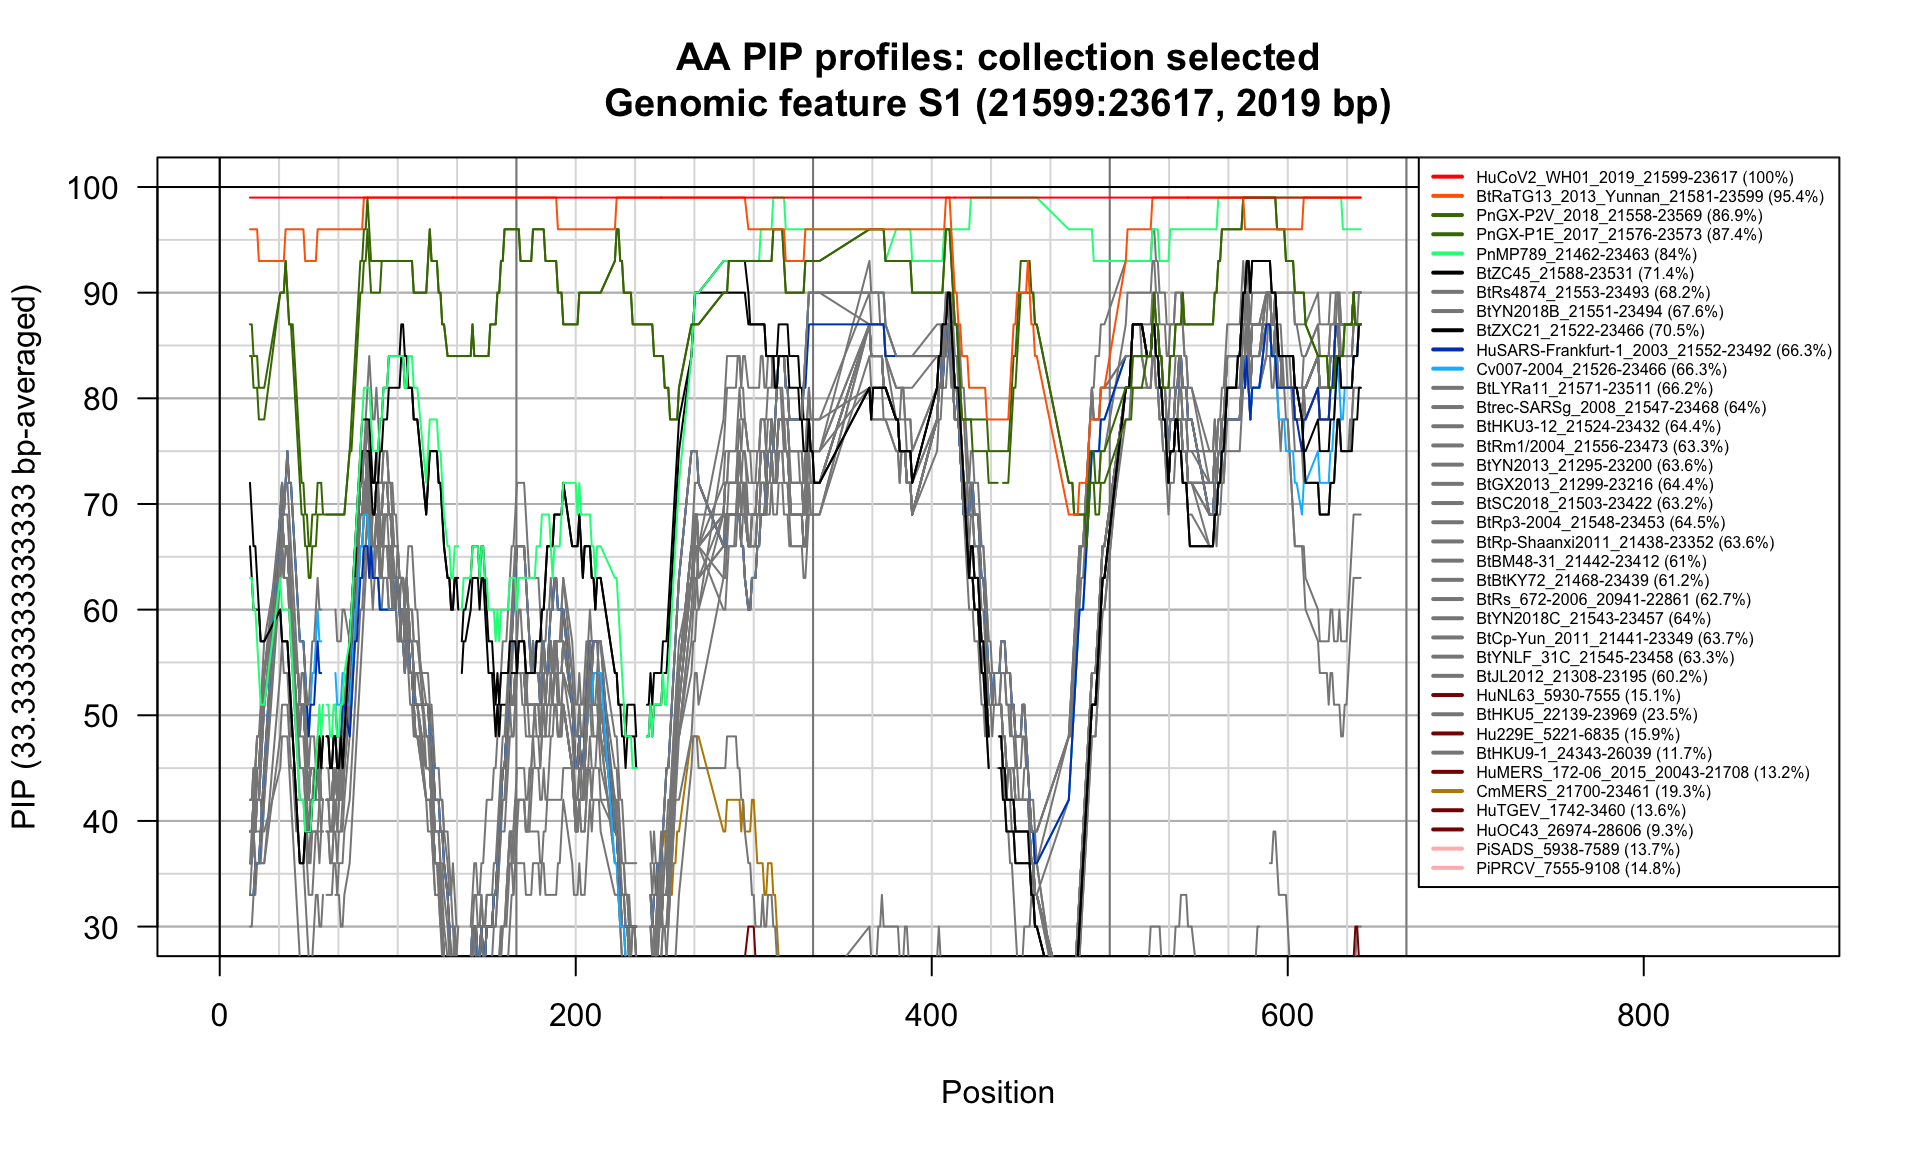 AA PIP profiles: collection selected
Genomic feature S1 (21599:23617, 2019 bp)
PIP (33.3333333333333 bp-averaged)
100
90
80
70
60
50
40
30
0
200
400
600
800
Position
HuCoV2_WH01_2019_21599-23617 (100%)
BtRaTG13_2013_Yunnan_21581-23599 (95.4%)
PnGX-P2V_2018_21558-23569 (86.9%)
PnGX-P1E_2017_21576-23573 (87.4%)
PnMP789_21462-23463 (84%)
BtZC45_21588-23531 (71.4%)
BtRs4874_21553-23493 (68.2%)
BtYN2018B_21551-23494 (67.6%)
BtZXC21_21522-23466 (70.5%)
HuSARS-Frankfurt-1_2003_21552-23492 (66.3%)
Cv007-2004_21526-23466 (66.3%)
BtLYRa11_21571-23511 (66.2%)
Btrec-SARSg_2008_21547-23468 (64%)
BtHKU3-12_21524-23432 (64.4%)
BtRm1/2004_21556-23473 (63.3%)
BtYN2013_21295-23200 (63.6%)
BtGX2013_21299-23216 (64.4%)
BtSC2018_21503-23422 (63.2%)
BtRp3-2004_21548-23453 (64.5%)
BtRp-Shaanxi2011_21438-23352 (63.6%)
BtBM48-31_21442-23412 (61%)
BtBtKY72_21468-23439 (61.2%)
BtRs_672-2006_20941-22861 (62.7%)
BtYN2018C_21543-23457 (64%)
BtCp-Yun_2011_21441-23349 (63.7%)
BtYNLF_31C_21545-23458 (63.3%)
BtJL2012_21308-23195 (60.2%)
HuNL63_5930-7555 (15.1%)
BtHKU5_22139-23969 (23.5%)
Hu229E_5221-6835 (15.9%)
BtHKU9-1_24343-26039 (11.7%)
HuMERS_172-06_2015_20043-21708 (13.2%)
CmMERS_21700-23461 (19.3%)
HuTGEV_1742-3460 (13.6%)
HuOC43_26974-28606 (9.3%)
PiSADS_5938-7589 (13.7%)
PiPRCV_7555-9108 (14.8%)